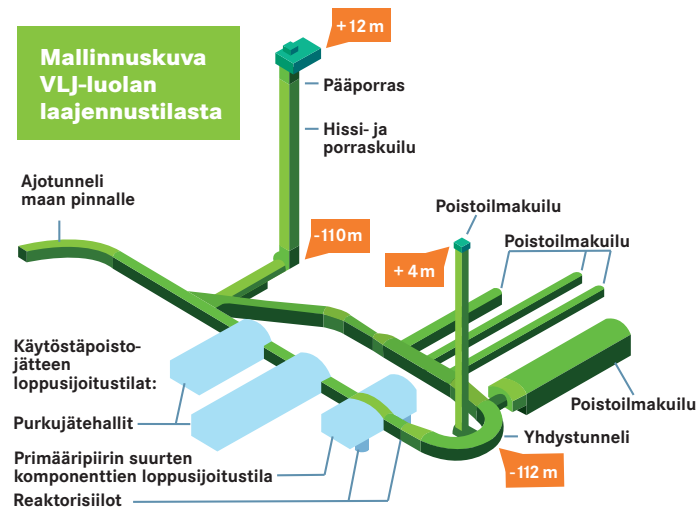 Mallinnuskuva
VLJ-luolan
laajennustilasta
+12 m
Pääporras
Hissi- ja
porraskuilu
Ajotunneli
maan pinnalle
-110m
Poistoilmakuilu
Poistoilmakuilu
+ 4 m
Käytöstäpoisto-
jätteen
loppusijoitustilat:
Purkujätehallit
Poistoilmakuilu
Yhdystunneli
Primääripiirin suurten
komponenttien loppusijoitustila
-112 m
Reaktorisiilot